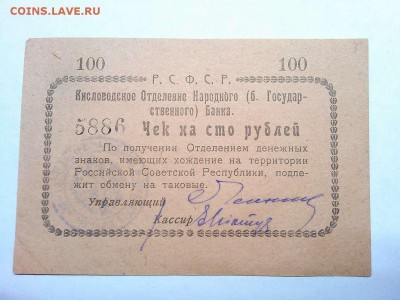 COINS.LAVE.RU
100 100
Р. С. Ф. С. Р.
Кисловодское Отделение Народного (б. Государ-
ственного) Банка.
5886 Чек на сто рублей
По получении Отделением денежных
знаков, имеющих хождение на территории
Российской Советской Республики, подле-
жит обмену на таковые.
Управляющий
Кассир